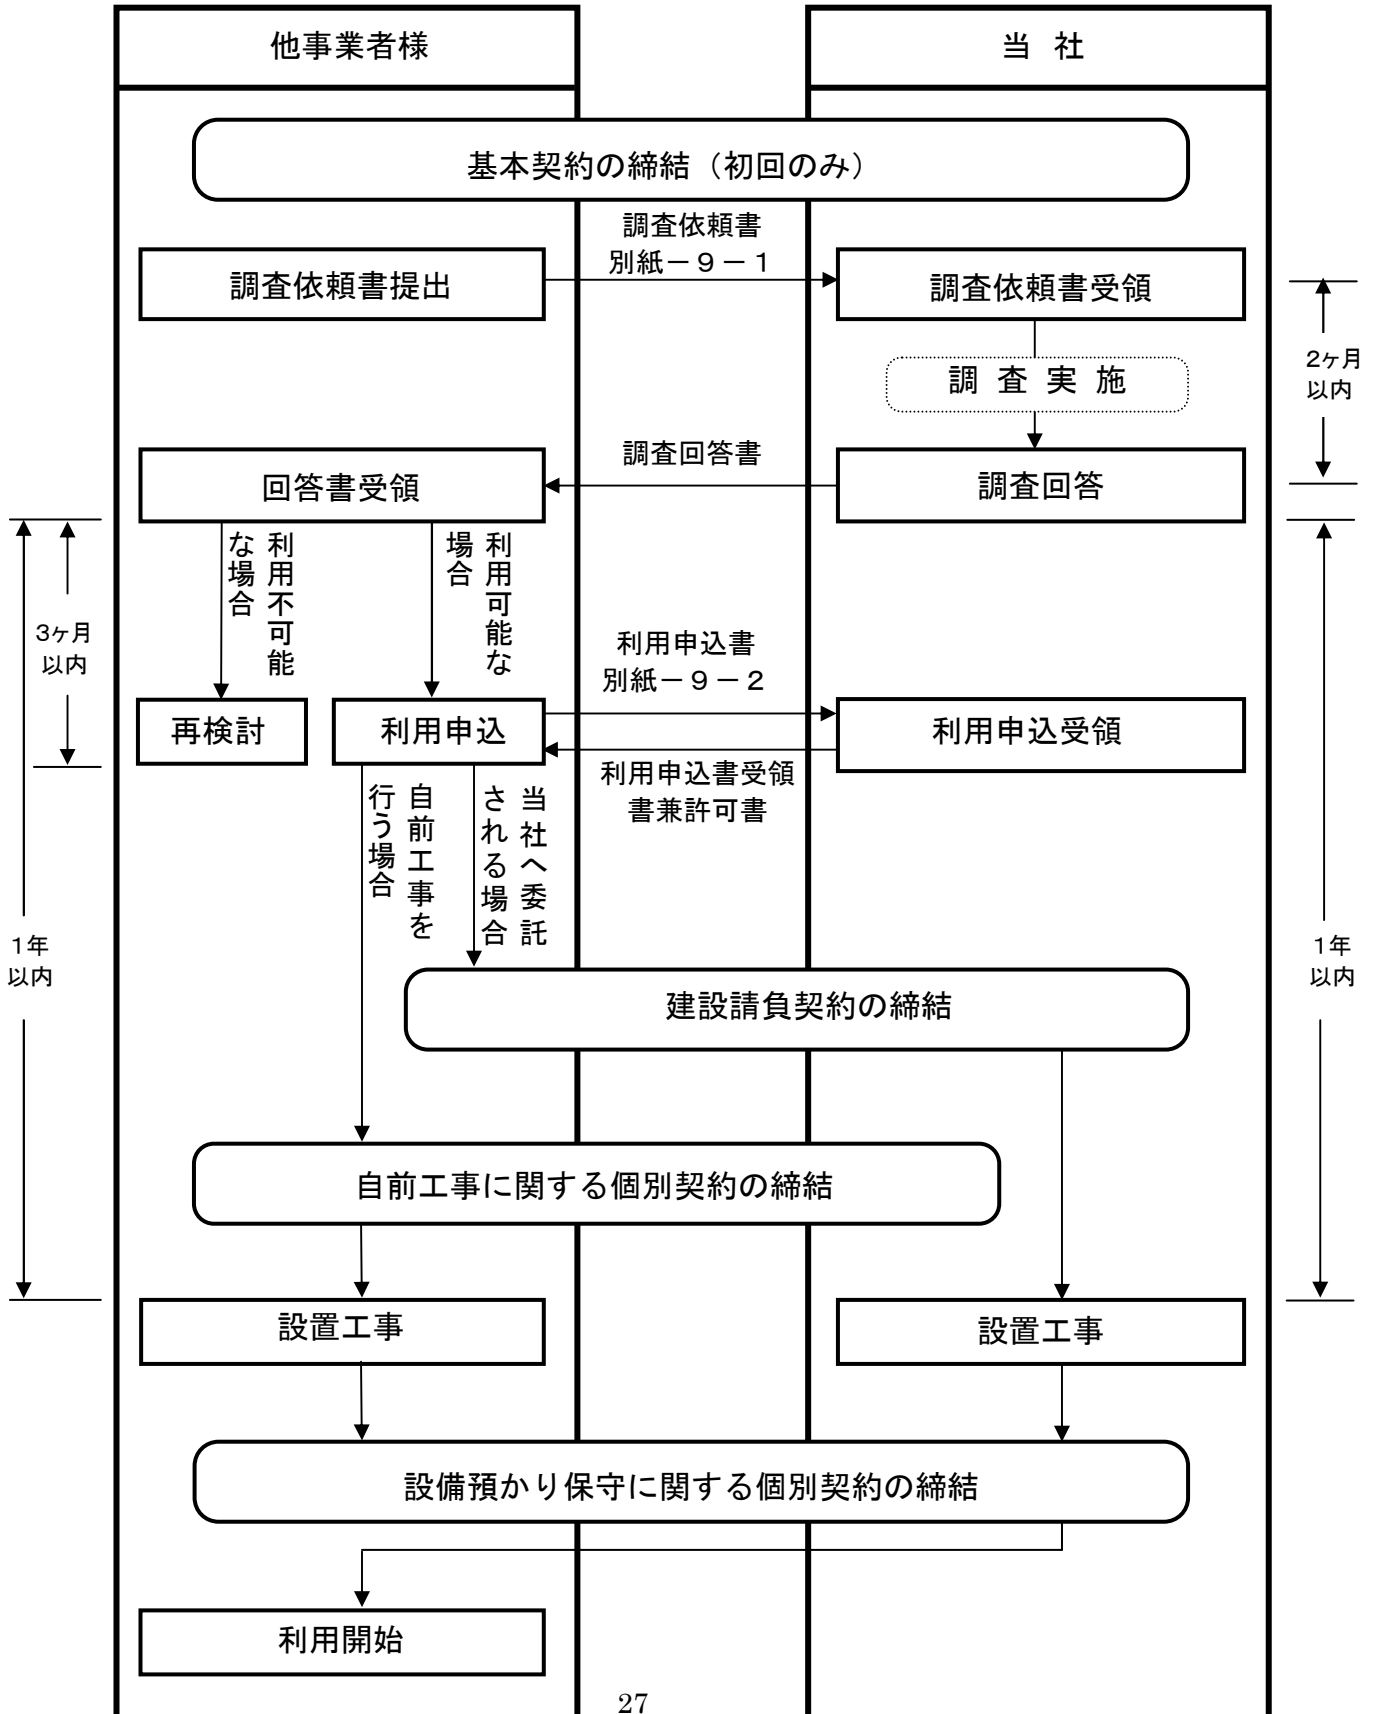 他事業者様
当 社
基本契約の締結（初回のみ）
調査依頼書
別紙－９－１
調査依頼書提出
調査依頼書受領
2ヶ月
以内
調 査 実 施
調査回答書
回答書受領
調査回答
利用不可能
な場合
利用可能な
場合
3ヶ月
以内
利用申込書
別紙－９－２
再検討
利用申込
利用申込受領
利用申込書受領
書兼許可書
自前工事を
行う場合
当社へ委託
される場合
1年
以内
1年
以内
建設請負契約の締結
自前工事に関する個別契約の締結
設置工事
設置工事
設備預かり保守に関する個別契約の締結
利用開始
27